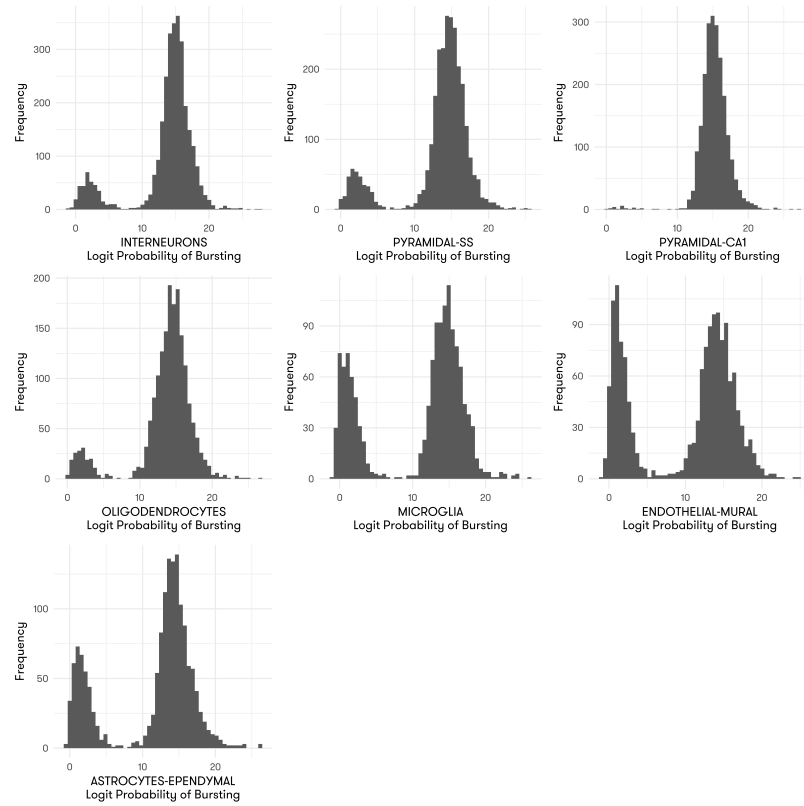 Frequency
300
200
100
0
0
10
20
INTERNEURONS
Logit Probability of Bursting
Frequency
200
100
0
0
10
20
PYRAMIDAL-SS
Logit Probability of Bursting
Frequency
300
200
100
0
0
10
20
PYRAMIDAL-CA1
Logit Probability of Bursting
Frequency
200
150
100
50
0
0
10
20
OLIGODENDROCYTES
Logit Probability of Bursting
Frequency
90
60
30
0
0
10
20
MICROGLIA
Logit Probability of Bursting
Frequency
90
60
30
0
0
10
20
ENDOTHELIAL-MURAL
Logit Probability of Bursting
Frequency
100
50
0
0
10
20
ASTROCYTES-EPENDYMAL
Logit Probability of Bursting